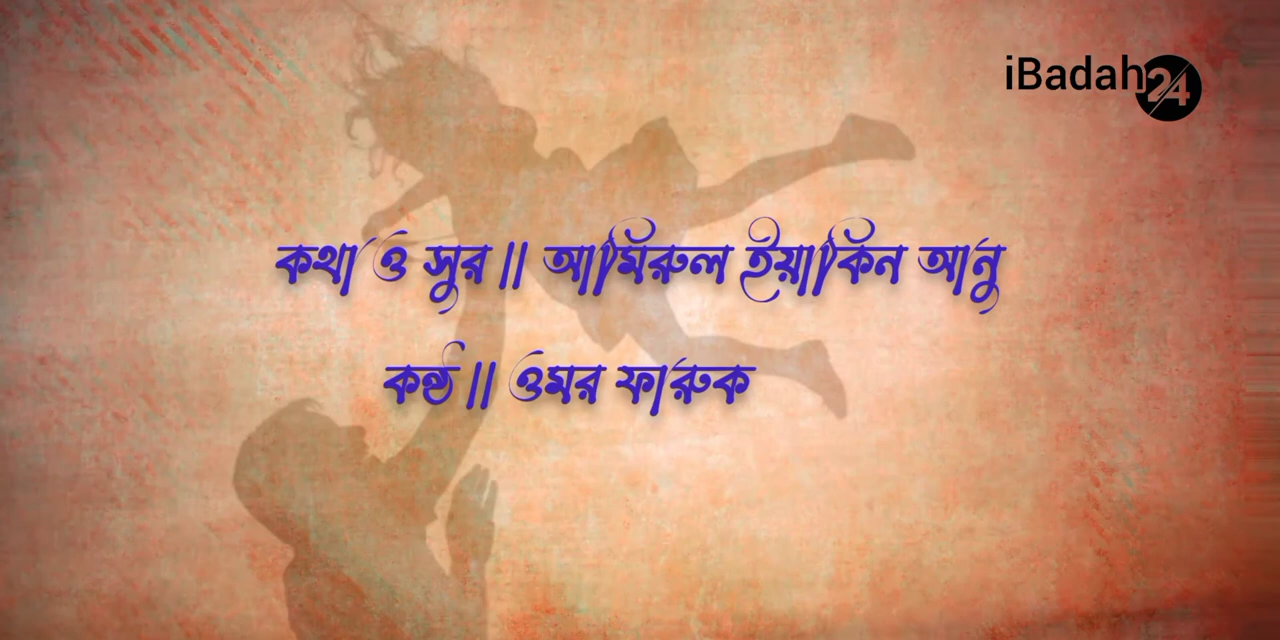 iBadah24
কথা ও সুর || আমিরুল ইয়াকিন আনু
কন্ঠ || ওমর ফারুক